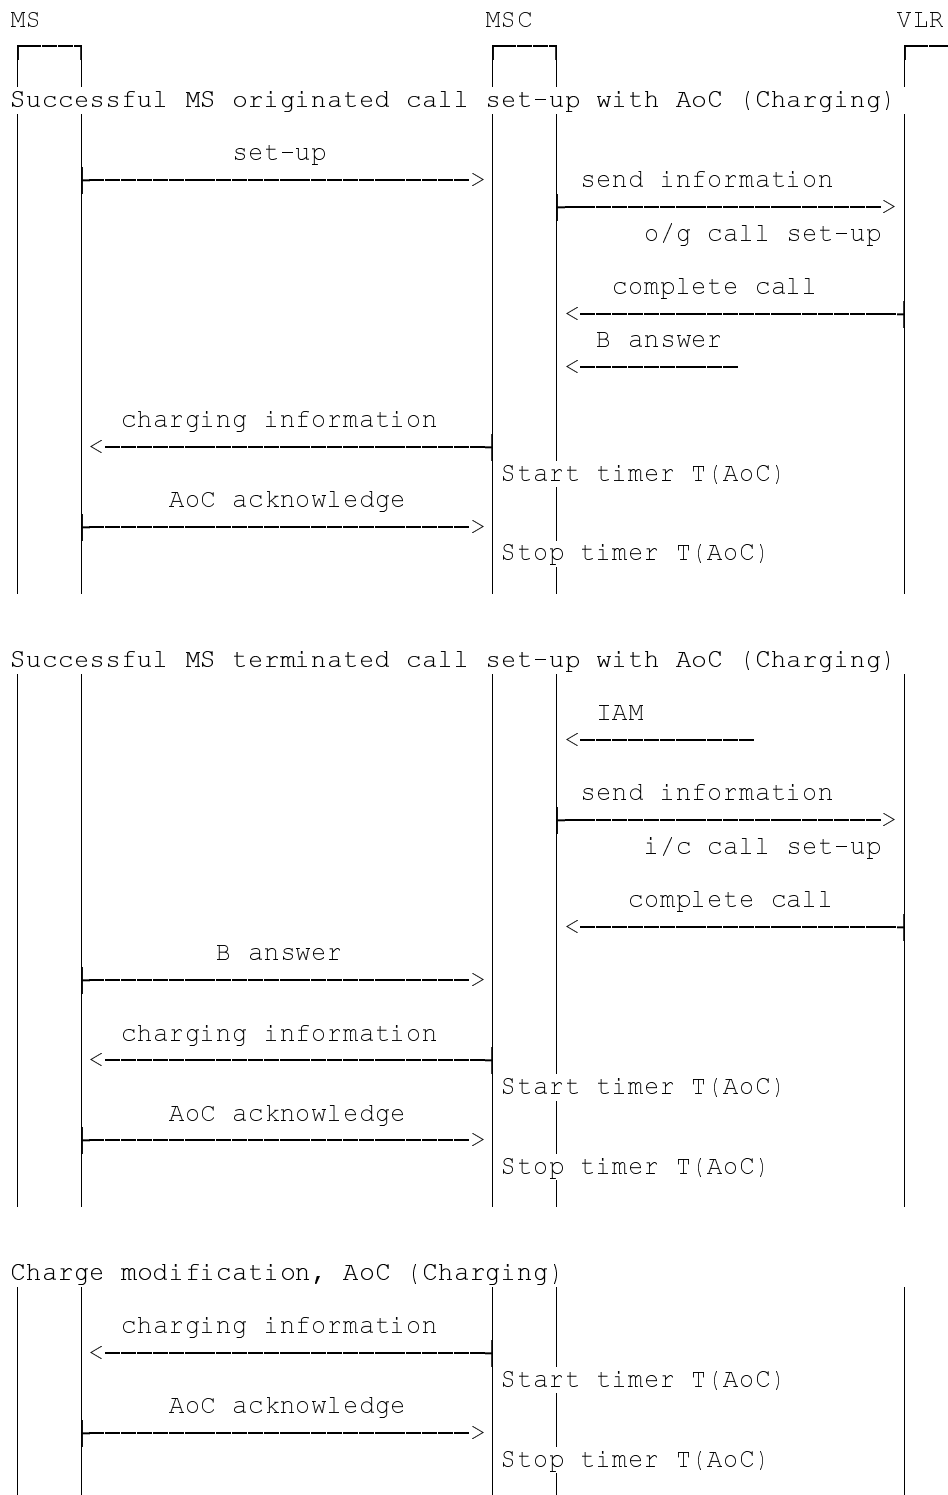 MS MSC VLR
Successful MS originated call set-up with AoC (Charging)
set-up
send information
o/g call set-up
complete call
B answer
charging information
Start timer T(AoC)
AoC acknowledge
Stop timer T(AoC)
Successful MS terminated call set-up with AoC (Charging)
IAM
send information
i/c call set-up
complete call
B answer
charging information
Start timer T(AoC)
AoC acknowledge
Stop timer T(AoC)
Charge modification, AoC (Charging)
charging information
Start timer T(AoC)
AoC acknowledge
Stop timer T(AoC)